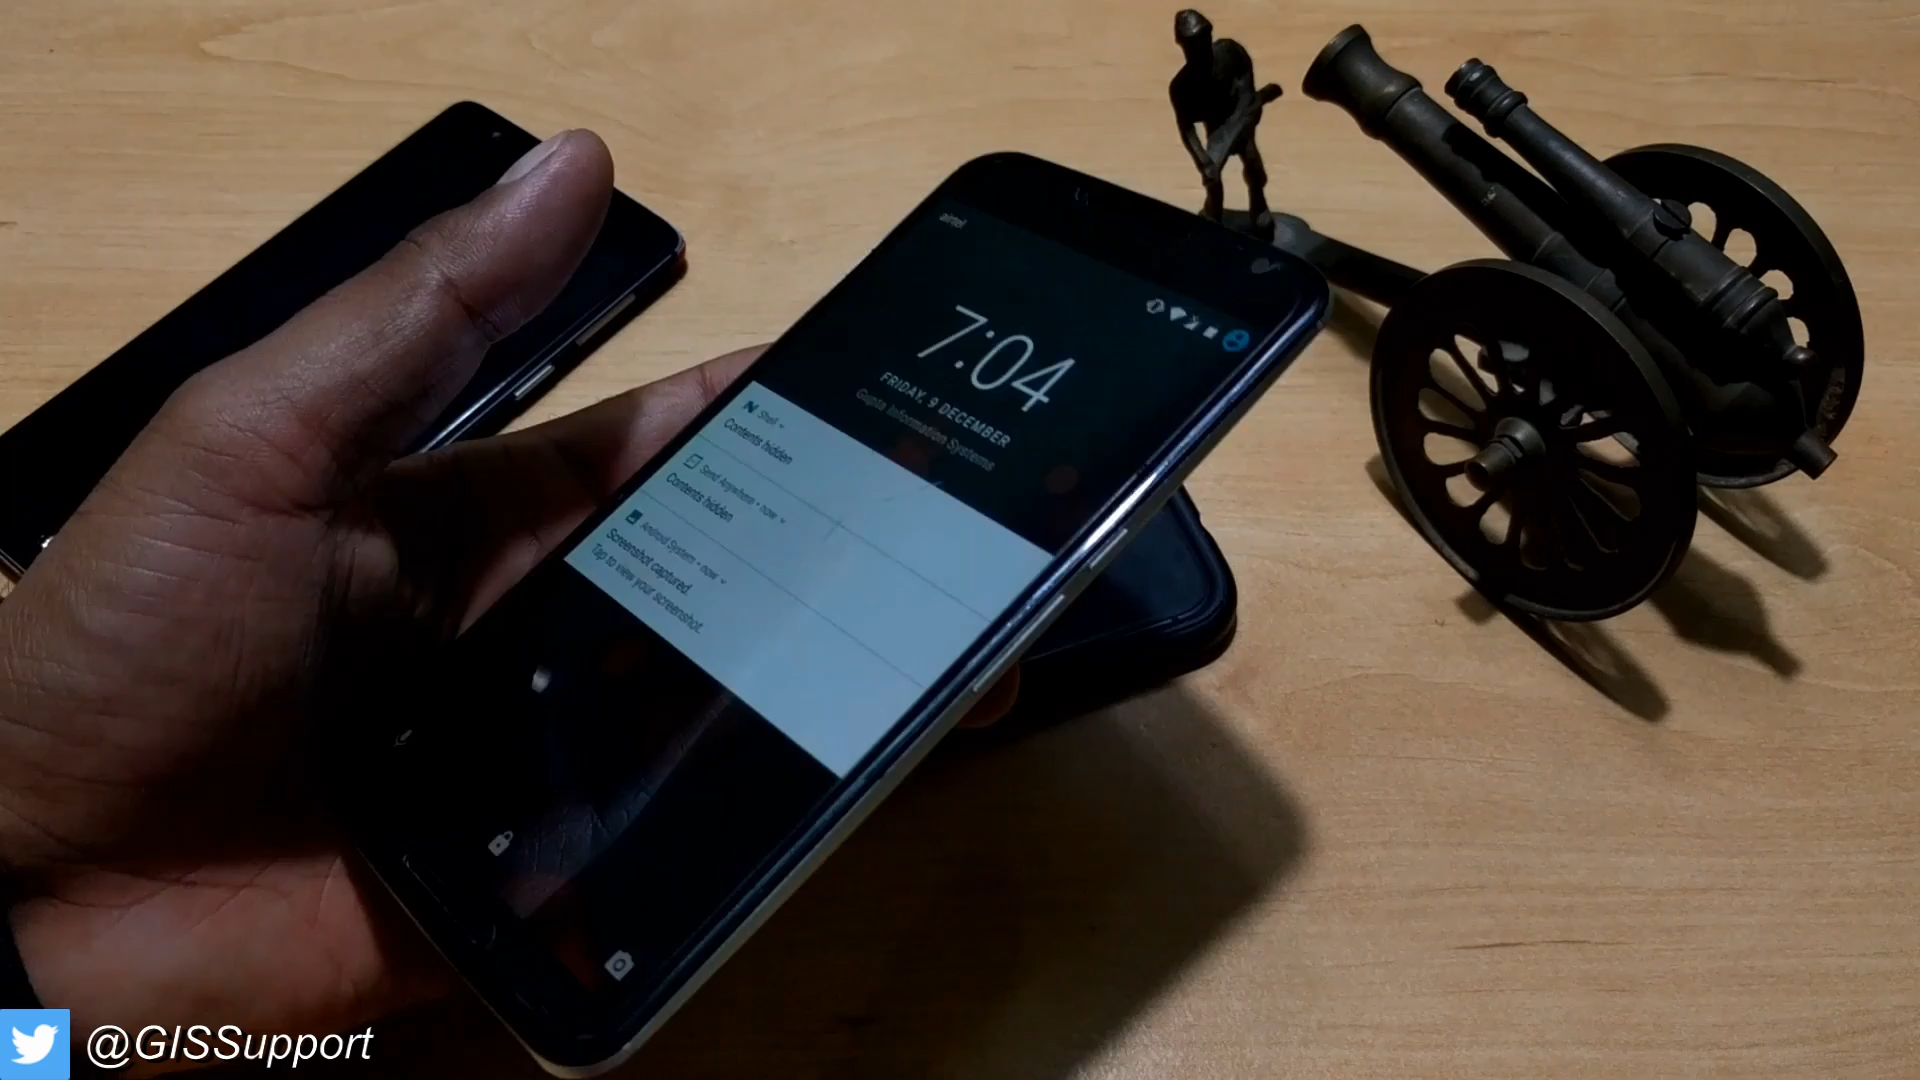 airtel
7:04
FRIDAY, 9 DECEMBER
Gupta Information Systems
Shell
Contents hidden
Send Anywhere • now
Contents hidden
Android System • now
Screenshot captured.
Tap to view your screenshot.
@GISSupport